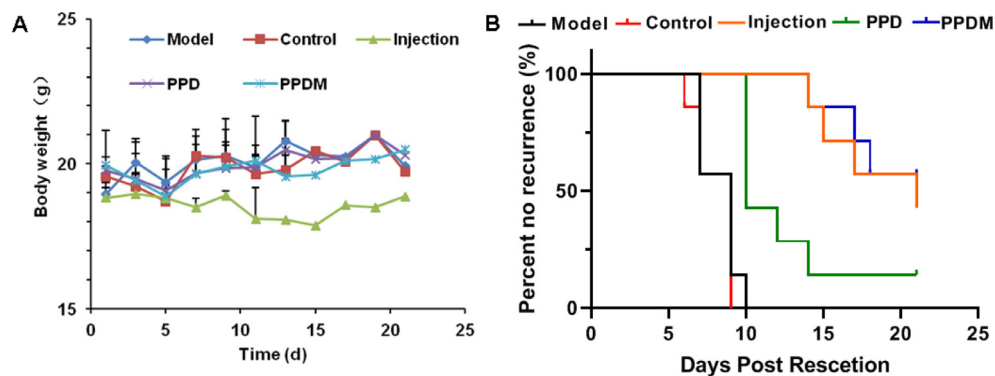 A
Body weight（g）
25
20
15
Model Control Injection
PPD PPDM
0 5 10 15 20 25
Time (d)
B
Model Control Injection PPD PPDM
Percent no recurrence (%)
100
50
0
0 5 10 15 20 25
Days Post Rescetion